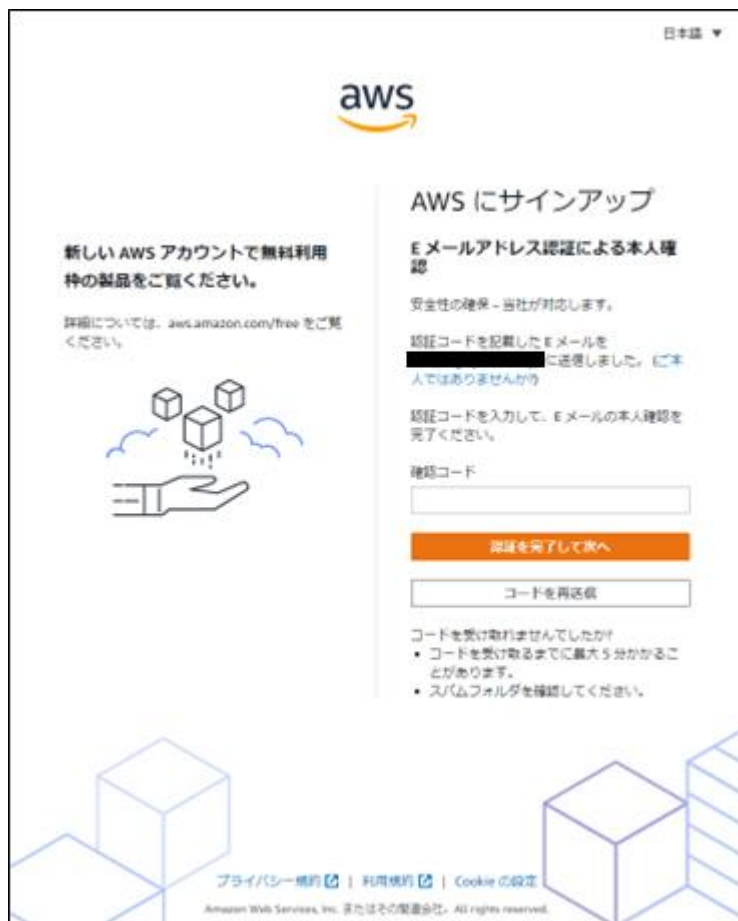 日本語 ▼
aws
新しい AWS アカウントで無料利用
枠の製品をご覧ください。
詳細については、aws.amazon.com/free をご覧
ください。
AWS にサインアップ
E メールアドレス認証による本人確
認
安全性の確保 – 当社が対応します。
認証コードを記載した E メールを
に送信しました。 (ご本
人ではありませんか?)
認証コードを入力して、E メールの本人確認を
完了ください。
確認コード
認証を完了して次へ
コードを再送信
コードを受け取れませんでしたか?
• コードを受け取るまでに最大 5 分かかるこ
とがあります。
• スパムフォルダを確認してください。
プライバシー規約 | 利用規約 | Cookie の設定
Amazon Web Services, Inc. またはその関連会社。All rights reserved.